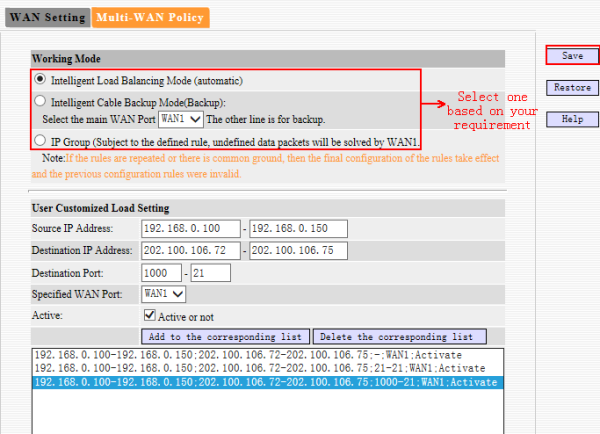 WAN Setting Multi-WAN Policy
Working Mode
Save
Intelligent Load Balancing Mode (automatic)
Restore
Intelligent Cable Backup Mode(Backup):
Select the main WAN Port WAN1 The other line is for backup.
Help
IP Group (Subject to the defined rule, undefined data packets will be solved by WAN1.
Select one
based on your
requirement
Note:If the rules are repeated or there is common ground, then the final configuration of the rules take effect
and the previous configuration rules were invalid.
User Customized Load Setting
Source IP Address: 192.168.0.100 - 192.168.0.150
Destination IP Address: 202.100.106.72 - 202.100.106.75
Destination Port: 1000 - 21
Specified WAN Port: WAN1
Active: Active or not
Add to the corresponding list Delete the corresponding list
192.168.0.100-192.168.0.150;202.100.106.72-202.100.106.75;-;WAN1;Activate
192.168.0.100-192.168.0.150;202.100.106.72-202.100.106.75;21-21;WAN1;Activate
192.168.0.100-192.168.0.150;202.100.106.72-202.100.106.75;1000-21;WAN1;Activate